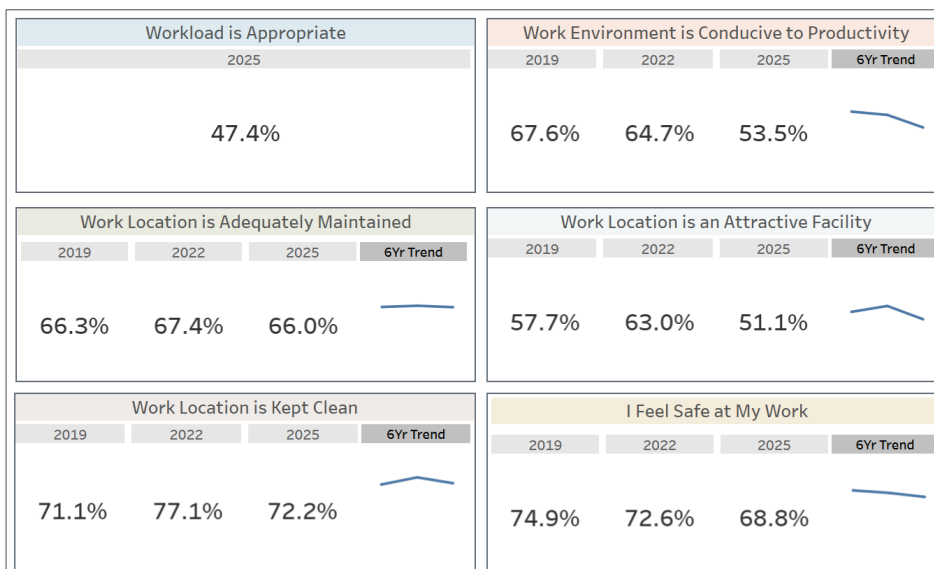 Workload is Appropriate
2025
47.4%
Work Environment is Conducive to Productivity
2019 2022 2025 6Yr Trend
67.6% 64.7% 53.5%
Work Location is Adequately Maintained
2019 2022 2025 6Yr Trend
66.3% 67.4% 66.0%
Work Location is an Attractive Facility
2019 2022 2025 6Yr Trend
57.7% 63.0% 51.1%
Work Location is Kept Clean
2019 2022 2025 6Yr Trend
71.1% 77.1% 72.2%
I Feel Safe at My Work
2019 2022 2025 6Yr Trend
74.9% 72.6% 68.8%